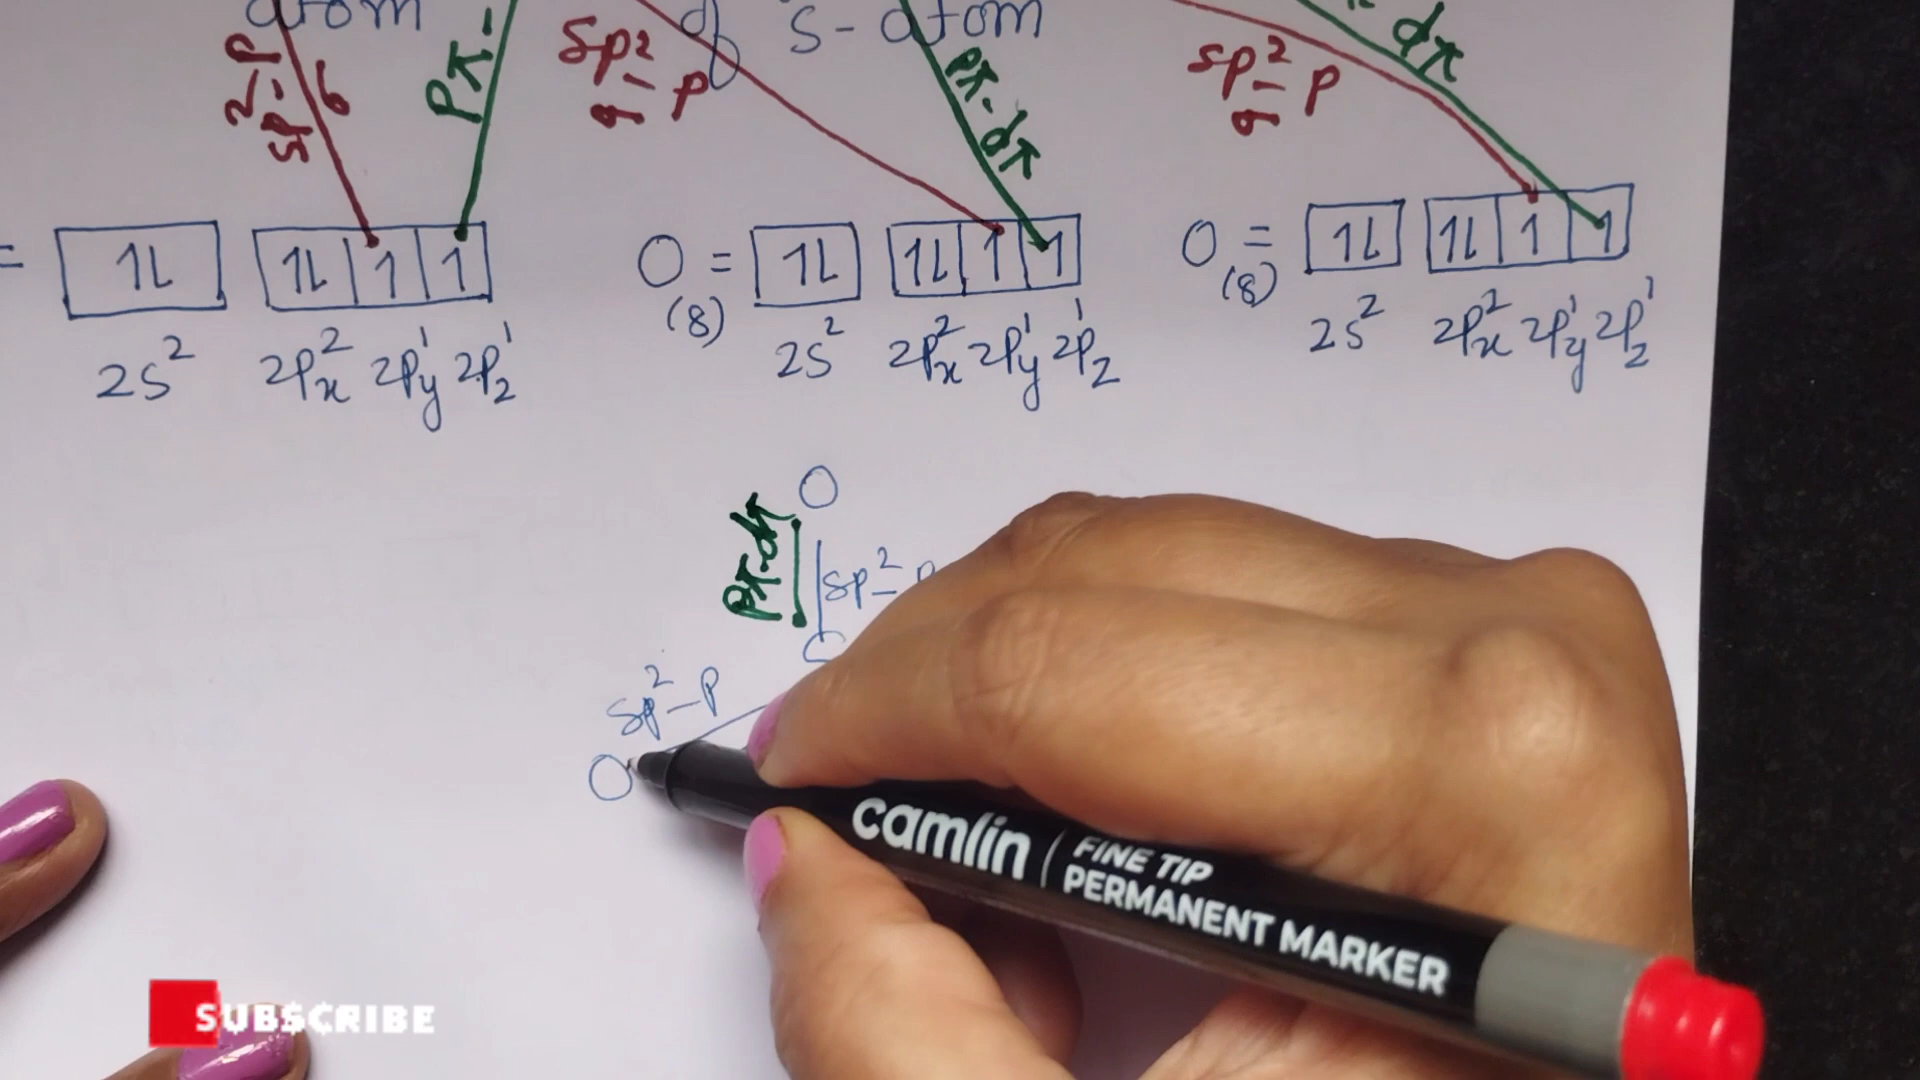 atom
of
S-atom
sp²-p
σ
pπ-
sp²-p
σ
pπ-dπ
sp²-p
σ
dπ
=
1L
1L 1 1
O =
(8)
1L
1L 1 1
O =
(8)
1L
1L 1 1
2s² 2Px² 2Py¹ 2Pz¹
2s² 2Px² 2Py¹ 2Pz¹
2s² 2Px² 2Py¹ 2Pz¹
O
pπ-dπ
sp²-p
sp²-p
O
camlin
FINE TIP
PERMANENT MARKER
SUBSCRIBE